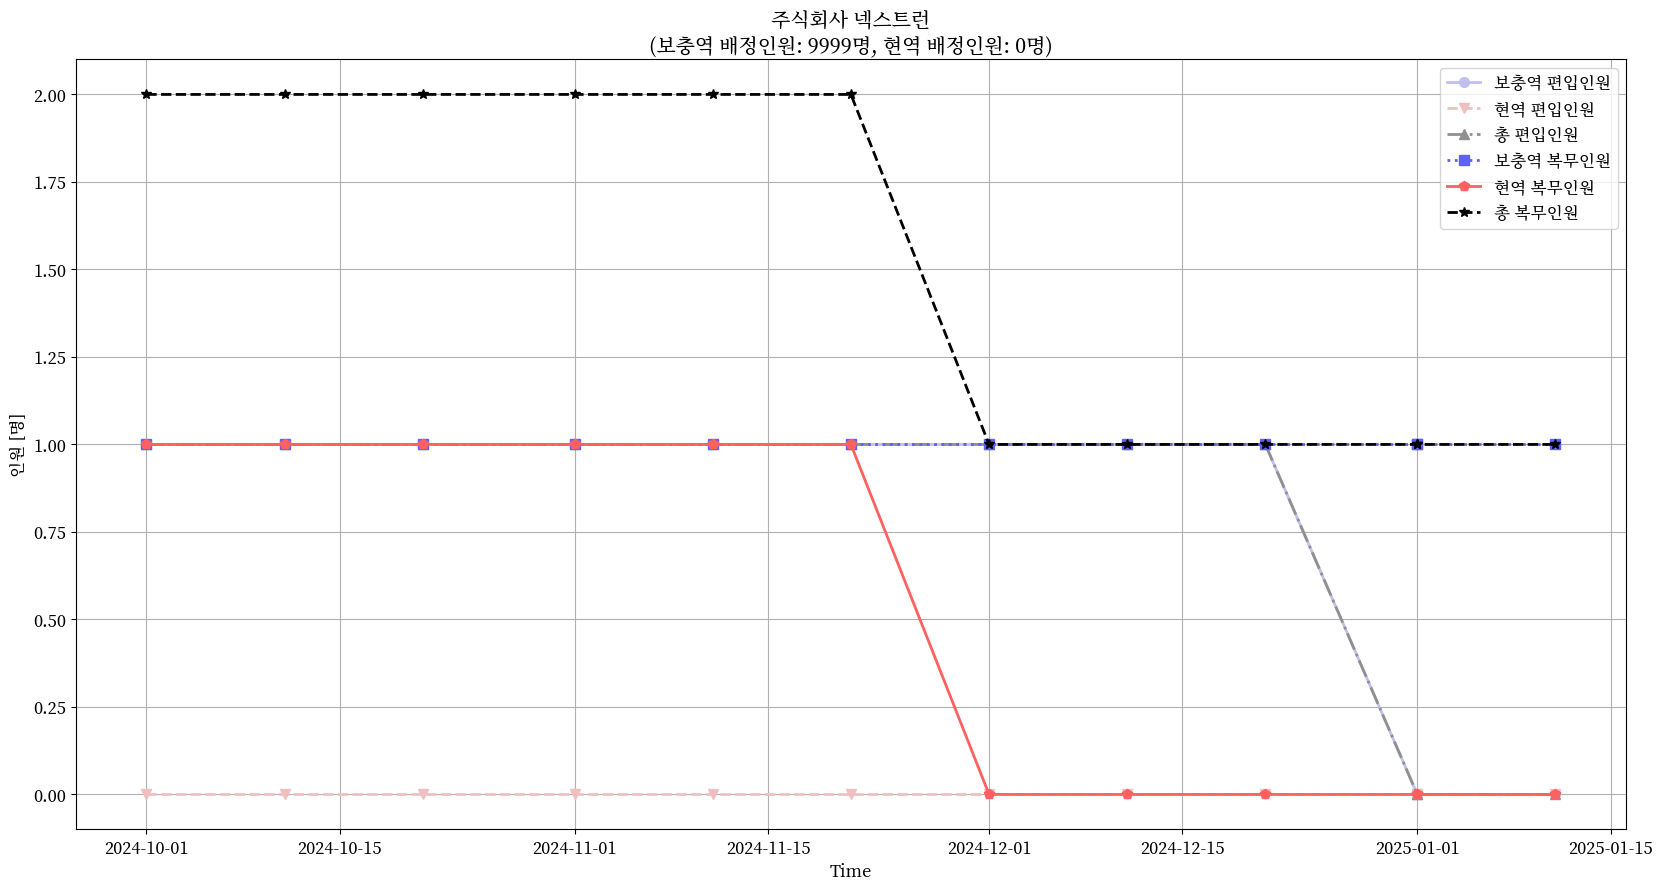 주식회사 넥스트런
(보충역 배정인원: 9999명, 현역 배정인원: 0명)
보충역 편입인원
현역 편입인원
총 편입인원
보충역 복무인원
현역 복무인원
총 복무인원
인원 [명]
2.00
1.75
1.50
1.25
1.00
0.75
0.50
0.25
0.00
2024-10-01
2024-10-15
2024-11-01
2024-11-15
2024-12-01
2024-12-15
2025-01-01
2025-01-15
Time